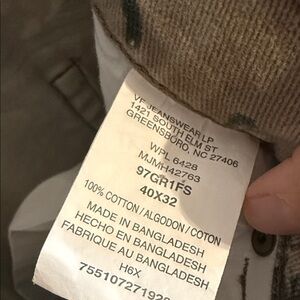 VF JEANSWEAR LP
1421 SOUTH ELM ST
GREENSBORO, NC 27406
WPL 6428
MJMH42763
97GR1FS
40X32
100% COTTON / ALGODON / COTON
MADE IN BANGLADESH
HECHO EN BANGLADESH
FABRIQUE AU BANGLADESH
H6X